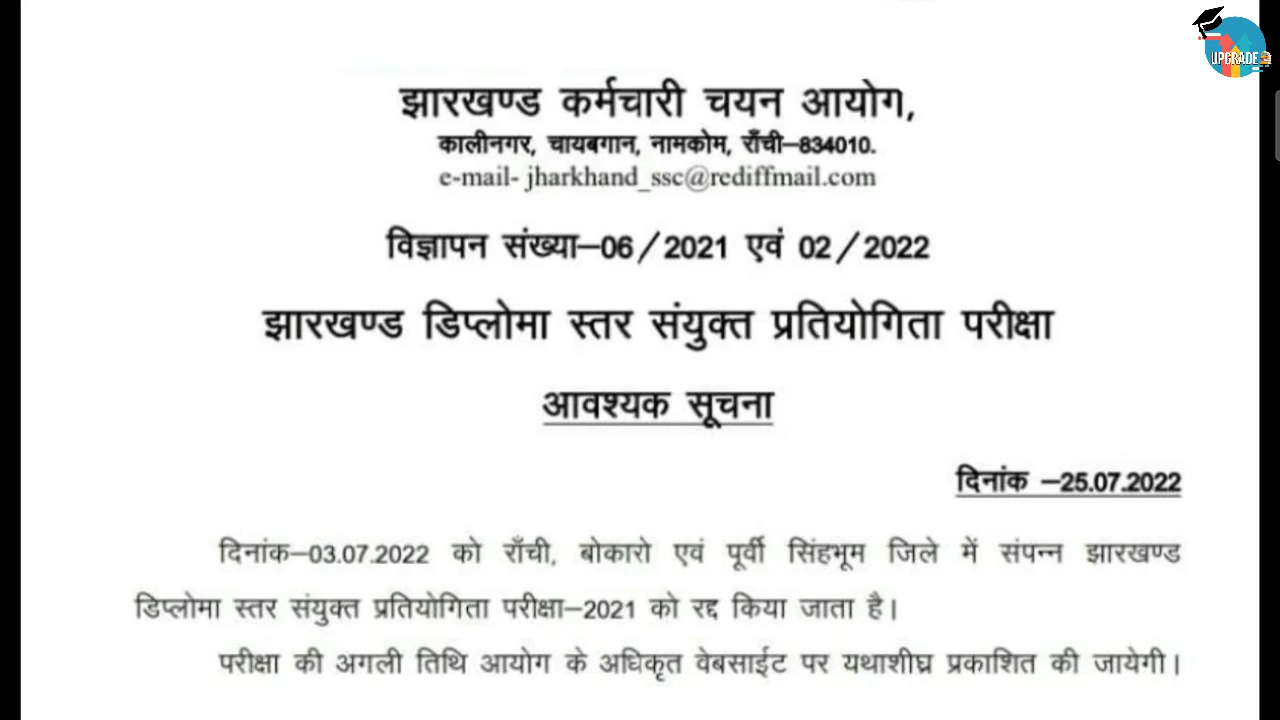 UPGRADE
झारखण्ड कर्मचारी चयन आयोग,
कालीनगर, चायबगान, नामकोम, राँची–834010.
e-mail- jharkhand_ssc@rediffmail.com
विज्ञापन संख्या–06/2021 एवं 02/2022
झारखण्ड डिप्लोमा स्तर संयुक्त प्रतियोगिता परीक्षा
आवश्यक सूचना
दिनांक –25.07.2022
दिनांक–03.07.2022 को राँची, बोकारो एवं पूर्वी सिंहभूम जिले में संपन्न झारखण्ड
डिप्लोमा स्तर संयुक्त प्रतियोगिता परीक्षा–2021 को रद्द किया जाता है।
परीक्षा की अगली तिथि आयोग के अधिकृत वेबसाईट पर यथाशीघ्र प्रकाशित की जायेगी।